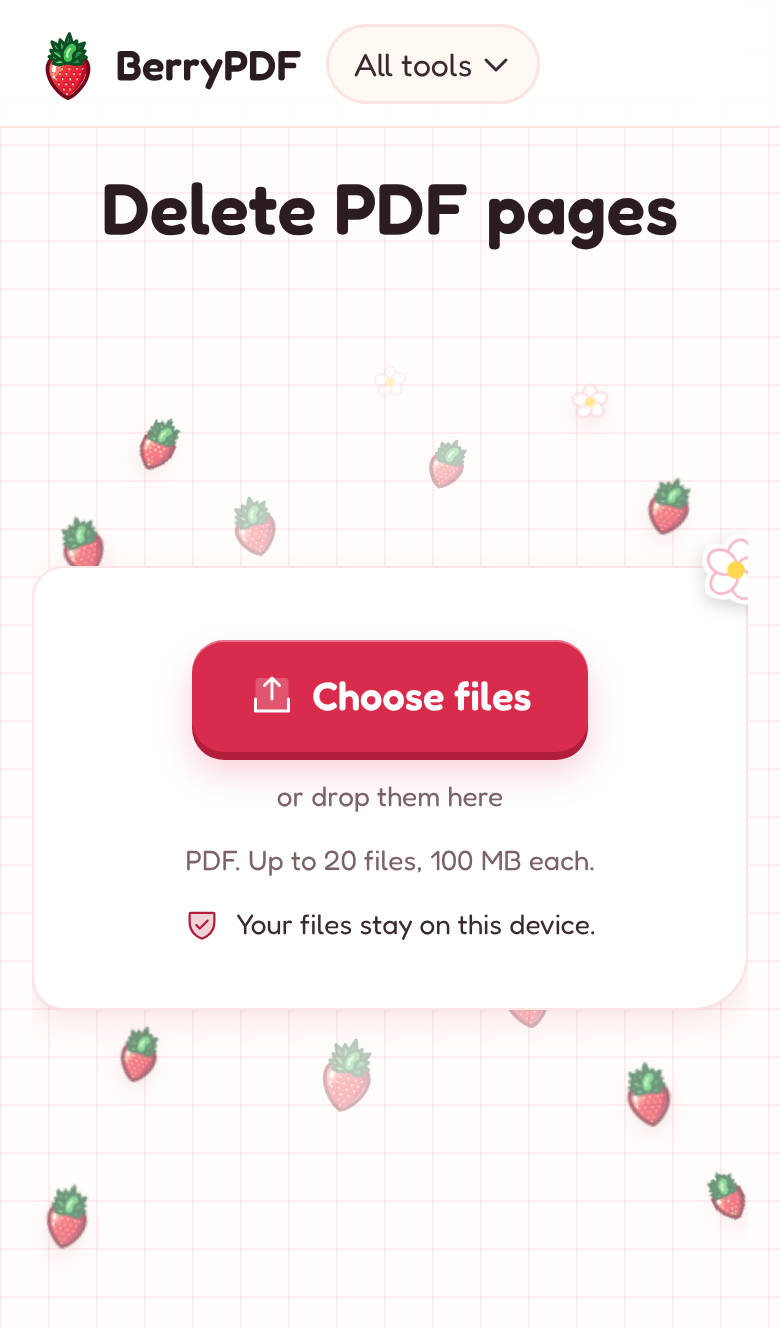 BerryPDF
All tools
Delete PDF pages
Choose files
or drop them here
PDF. Up to 20 files, 100 MB each.
Your files stay on this device.